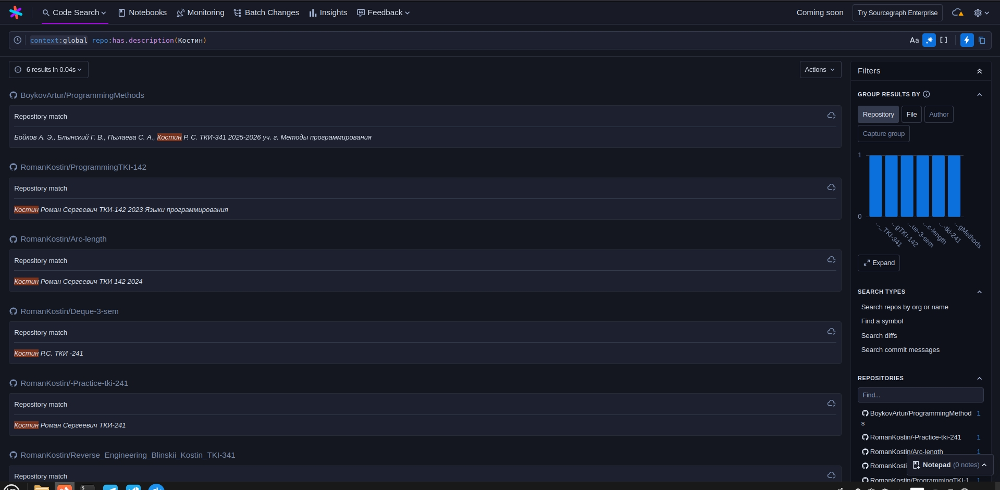 Code Search Notebooks Monitoring Batch Changes Insights Feedback Coming soon Try Sourcegraph Enterprise
context:global repo:has.description(Костин) Aa
6 results in 0.04s Actions
BoykovArtur/ProgrammingMethods
Repository match
Бойков А. Э., Блынский Г. В., Пылаева С. А., Костин Р. С. ТКИ-341 2025-2026 уч. г. Методы программирования
RomanKostin/ProgrammingTKI-142
Repository match
Костин Роман Сергеевич ТКИ-142 2023 Языки программирования
RomanKostin/Arc-length
Repository match
Костин Роман Сергеевич ТКИ 142 2024
RomanKostin/Deque-3-sem
Repository match
Костин Р.С. ТКИ -241
RomanKostin/-Practice-tki-241
Repository match
Костин Роман Сергеевич ТКИ-241
RomanKostin/Reverse_Engineering_Blinskii_Kostin_TKI-341
Repository match
Filters
GROUP RESULTS BY
Repository File Author
Capture group
1
0
..._TKI-341
...gTKI-142
...ue-3-sem
...c-length
...-tki-241
...gMethods
Expand
SEARCH TYPES
Search repos by org or name
Find a symbol
Search diffs
Search commit messages
REPOSITORIES
Find...
BoykovArtur/ProgrammingMethod 1
s
RomanKostin/-Practice-tki-241 1
RomanKostin/Arc-length 1
RomanKosti
Notepad (0 notes)
RomanKostin/ProgrammingTKI-1 1